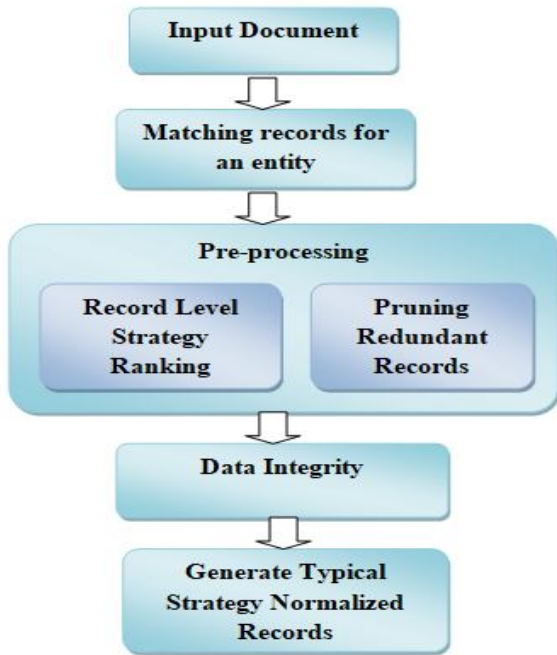 Input Document
Matching records for
an entity
Pre-processing
Record Level
Strategy
Ranking
Pruning
Redundant
Records
Data Integrity
Generate Typical
Strategy Normalized
Records